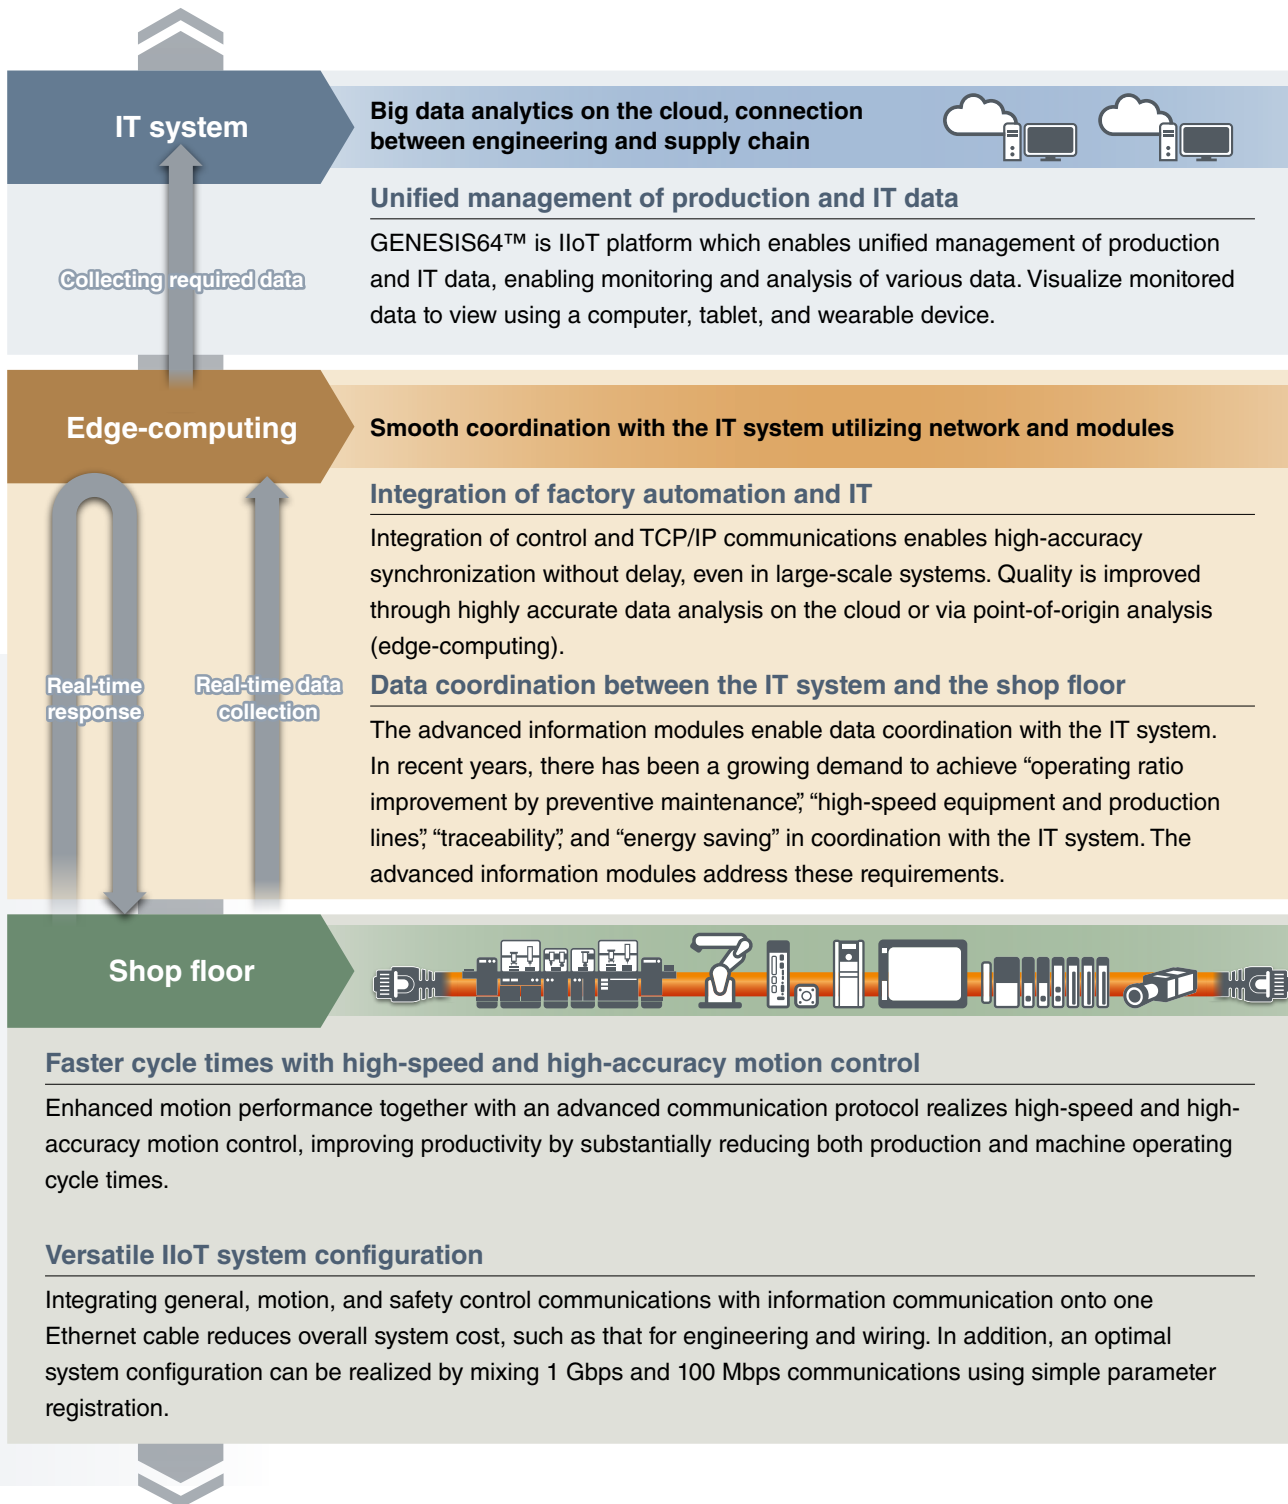 IT system
Big data analytics on the cloud, connection
between engineering and supply chain
Unified management of production and IT data
GENESIS64™ is IIoT platform which enables unified management of production
and IT data, enabling monitoring and analysis of various data. Visualize monitored
data to view using a computer, tablet, and wearable device.
Collecting required data
Edge-computing
Smooth coordination with the IT system utilizing network and modules
Integration of factory automation and IT
Integration of control and TCP/IP communications enables high-accuracy
synchronization without delay, even in large-scale systems. Quality is improved
through highly accurate data analysis on the cloud or via point-of-origin analysis
(edge-computing).
Real-time
response
Real-time data
collection
Data coordination between the IT system and the shop floor
The advanced information modules enable data coordination with the IT system.
In recent years, there has been a growing demand to achieve “operating ratio
improvement by preventive maintenance”, “high-speed equipment and production
lines”, “traceability”, and “energy saving” in coordination with the IT system. The
advanced information modules address these requirements.
Shop floor
Faster cycle times with high-speed and high-accuracy motion control
Enhanced motion performance together with an advanced communication protocol realizes high-speed and high-
accuracy motion control, improving productivity by substantially reducing both production and machine operating
cycle times.
Versatile IIoT system configuration
Integrating general, motion, and safety control communications with information communication onto one
Ethernet cable reduces overall system cost, such as that for engineering and wiring. In addition, an optimal
system configuration can be realized by mixing 1 Gbps and 100 Mbps communications using simple parameter
registration.